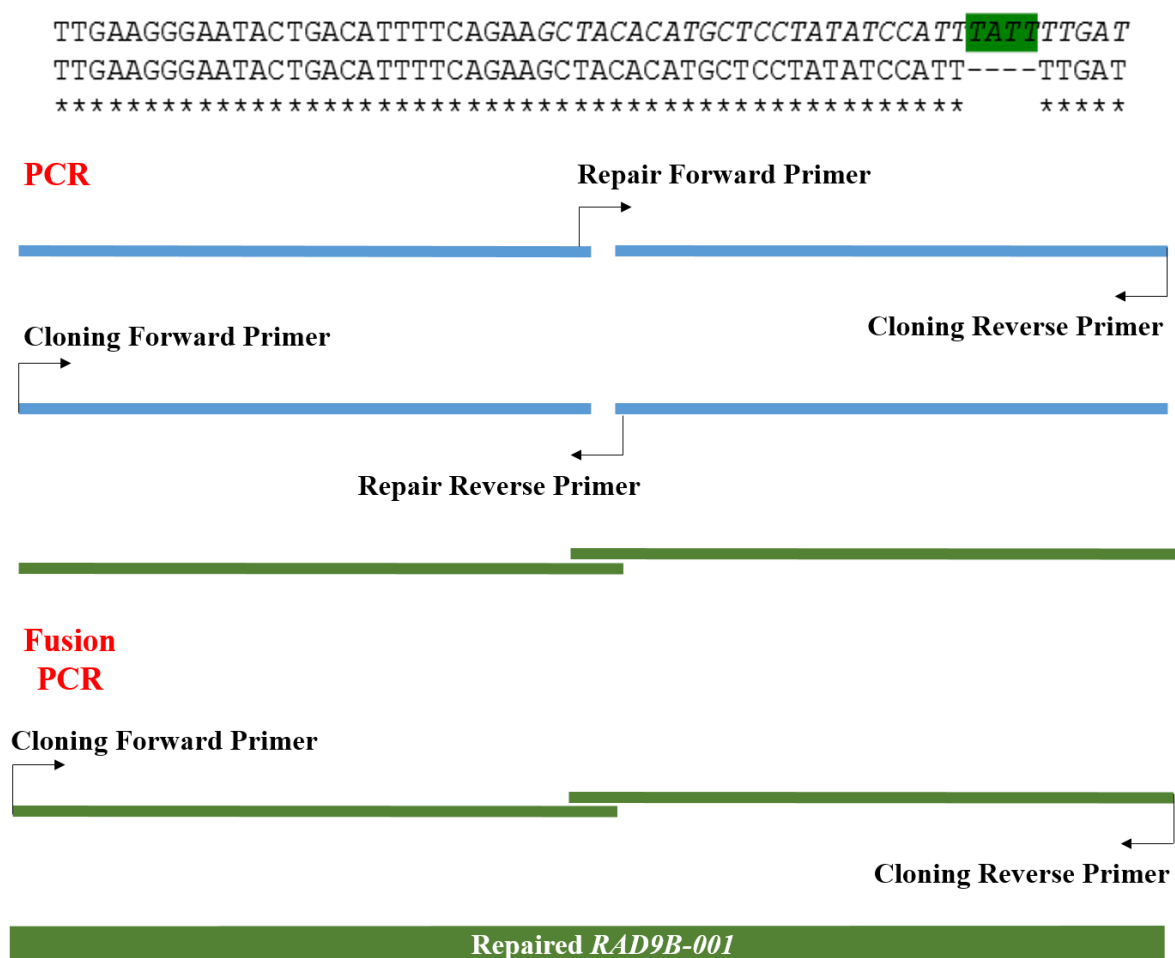 TTGAAGGGAATACTGACATTTTCAGAAGCTACACATGCTCCTATATCCATTTATTTTGAT
TTGAAGGGAATACTGACATTTTCAGAAGCTACACATGCTCCTATATCCATT----TTGAT
***************************************************    *****
PCR
Repair Forward Primer
Cloning Reverse Primer
Cloning Forward Primer
Repair Reverse Primer
Fusion
PCR
Cloning Forward Primer
Cloning Reverse Primer
Repaired RAD9B-001